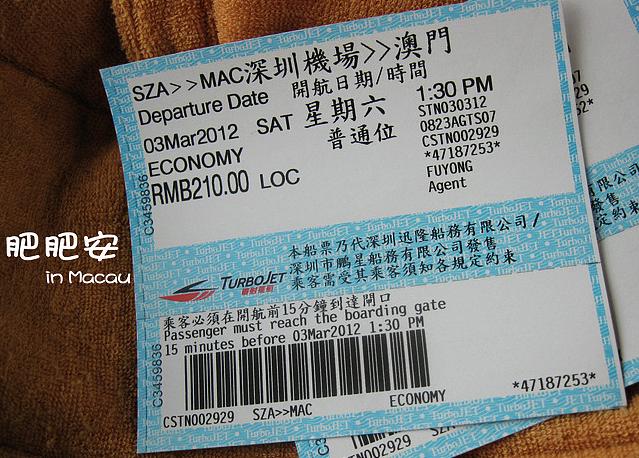 SZA>>MAC深圳機場>>澳門
Departure Date 開航日期/時間
03Mar2012 SAT 星期六 1:30 PM
ECONOMY 普通位
RMB210.00 LOC
STN030312
0823AGTS07
CSTN002929
*47187253*
FUYONG
Agent
C3459836
肥肥安
in Macau
TURBOJET
噴射飛航
本船票乃代深圳迅隆船務有限公司/
深圳市鹏星船務有限公司發售
乘客需受其乘客須知各規定約束
乘客必須在開航前15分鐘到達閘口
Passenger must reach the boarding gate
15 minutes before 03Mar2012 1:30 PM
C3459836
CSTN002929 SZA>>MAC ECONOMY *47187253*